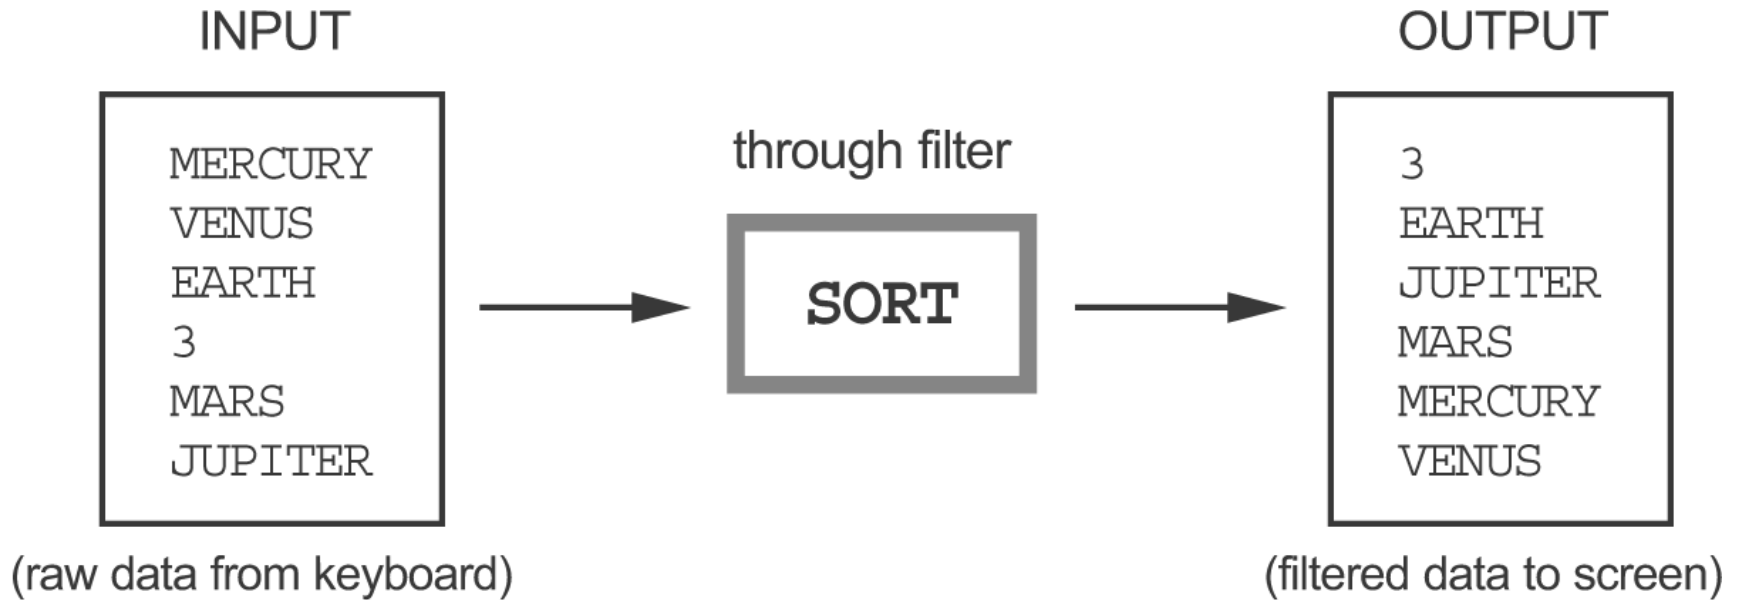 INPUT
MERCURY
VENUS
EARTH
3
MARS
JUPITER
(raw data from keyboard)
through filter
SORT
OUTPUT
3
EARTH
JUPITER
MARS
MERCURY
VENUS
(filtered data to screen)